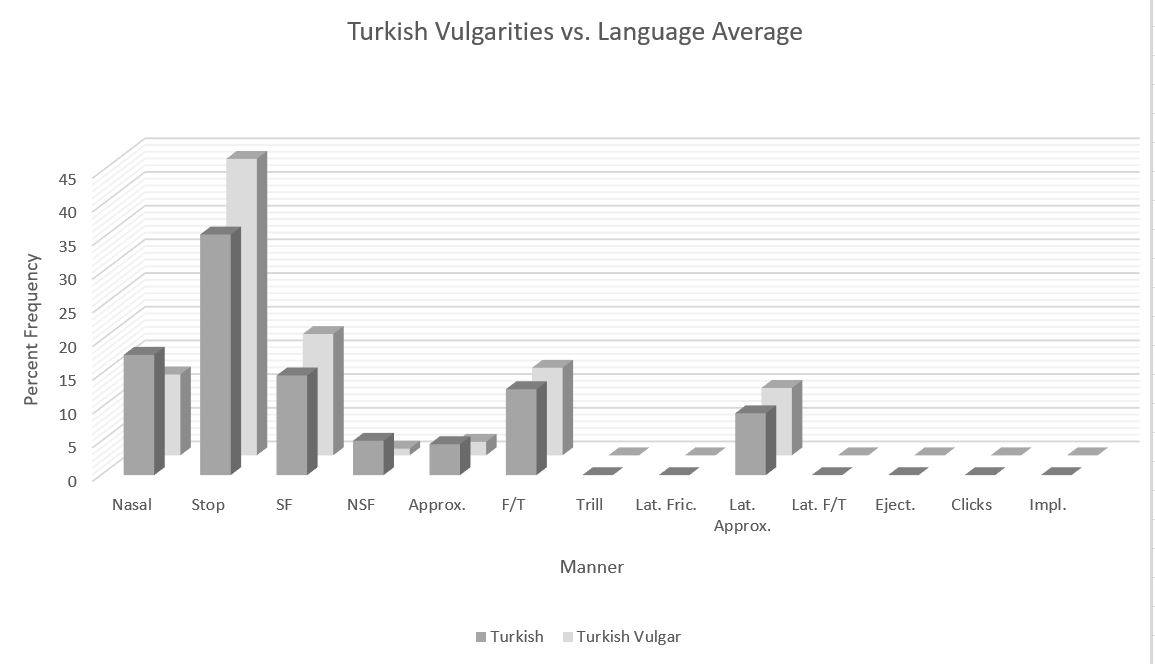 Turkish Vulgarities vs. Language Average
Percent Frequency
45
40
35
30
25
20
15
10
5
0
Nasal Stop SF NSF Approx. F/T Trill Lat. Fric. Lat. Lat. F/T Eject. Clicks Impl.
Approx.
Manner
Turkish Turkish Vulgar